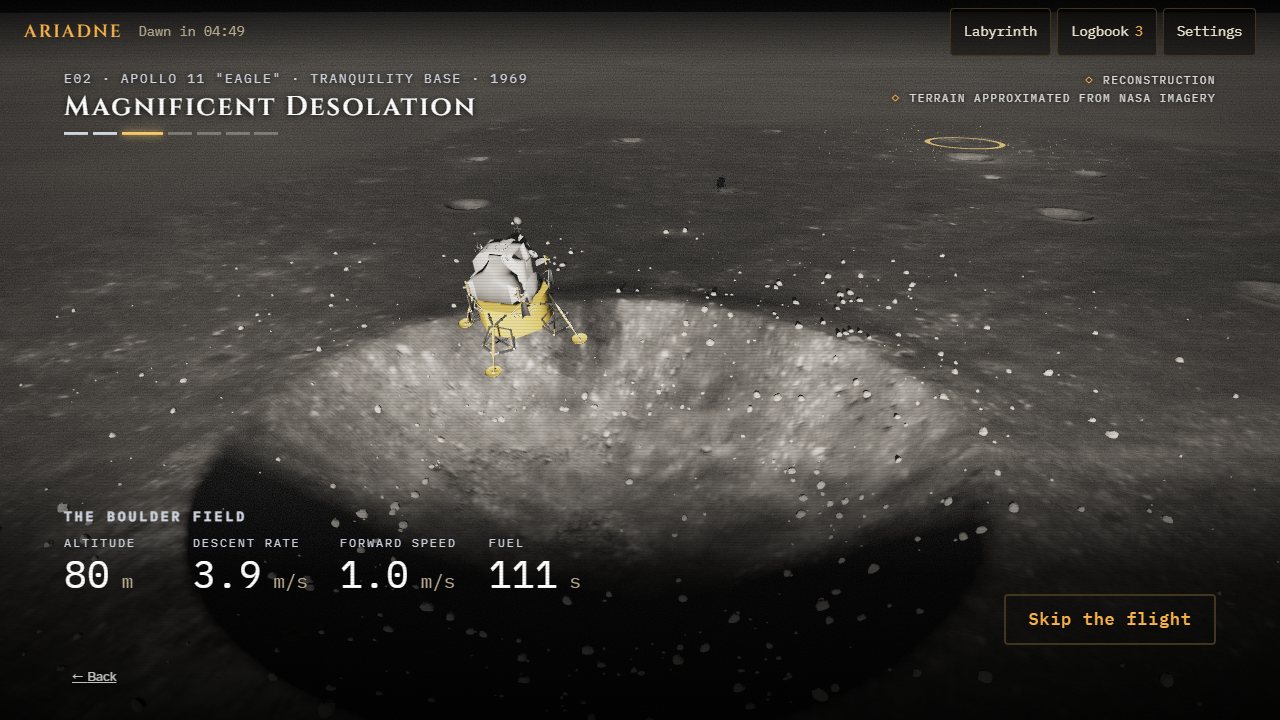 ARIADNE Dawn in 04:49 Labyrinth Logbook 3 Settings
E02 · APOLLO 11 "EAGLE" · TRANQUILITY BASE · 1969
MAGNIFICENT DESOLATION
◇ RECONSTRUCTION
◇ TERRAIN APPROXIMATED FROM NASA IMAGERY
THE BOULDER FIELD
ALTITUDE DESCENT RATE FORWARD SPEED FUEL
80 m 3.9 m/s 1.0 m/s 111 s
Skip the flight
← Back